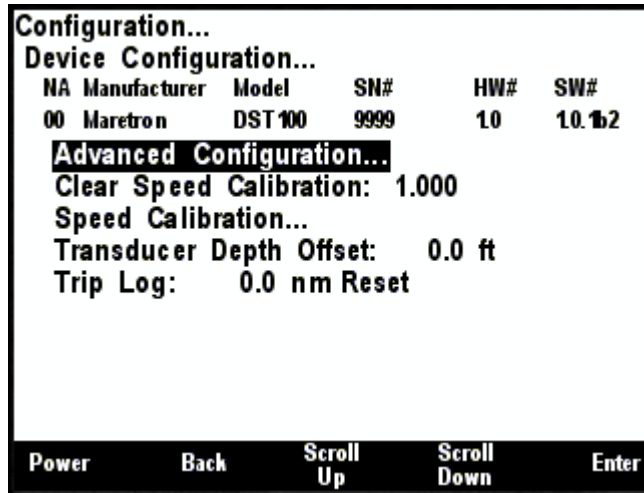 Configuration...
Device Configuration...
NA Manufacturer Model SN# HW# SW#
00 Maretron DST100 9999 1.0 1.0.1b2
Advanced Configuration...
Clear Speed Calibration: 1.000
Speed Calibration...
Transducer Depth Offset: 0.0 ft
Trip Log: 0.0 nm Reset
Power Back Scroll Up Scroll Down Enter